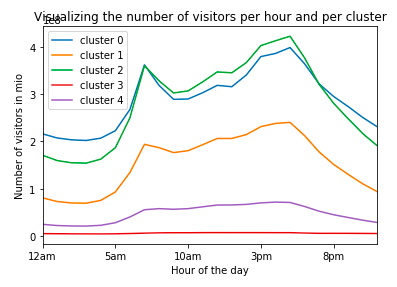 Visualizing the number of visitors per hour and per cluster
1e8
cluster 0
cluster 1
cluster 2
cluster 3
cluster 4
4
3
2
1
0
Number of visitors in mio
12am 5am 10am 3pm 8pm
Hour of the day